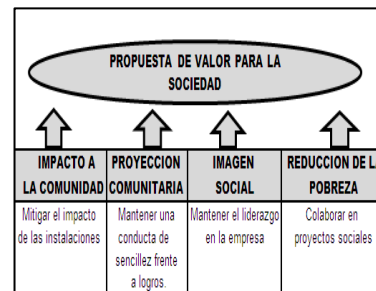 PROPUESTA DE VALOR PARA LA
SOCIEDAD
IMPACTO A
LA COMUNIDAD
PROYECCION
COMUNITARIA
IMAGEN
SOCIAL
REDUCCION DE LA
POBREZA
Mitigar el impacto
de las instalaciones
Mantener una
conducta de
sencillez frente
a logros.
Mantener el liderazgo
en la empresa
Colaborar en
proyectos sociales